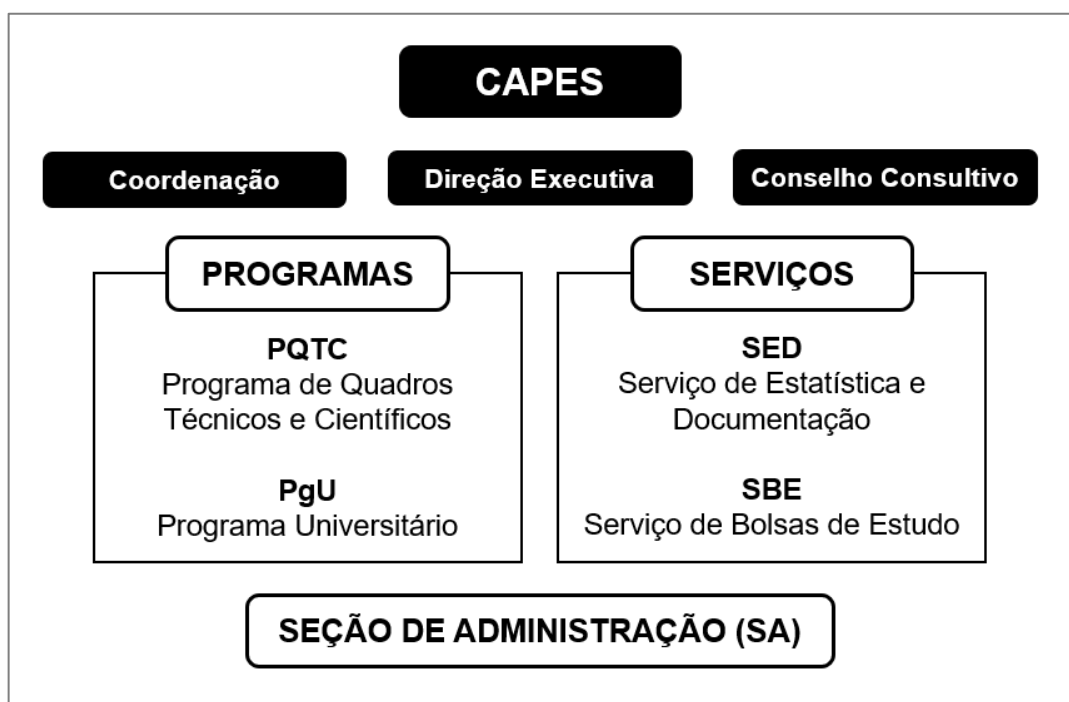 CAPES
Coordenação
Direção Executiva
Conselho Consultivo
PROGRAMAS
PQTC
Programa de Quadros
Técnicos e Científicos
PgU
Programa Universitário
SERVIÇOS
SED
Serviço de Estatística e
Documentação
SBE
Serviço de Bolsas de Estudo
SEÇÃO DE ADMINISTRAÇÃO (SA)